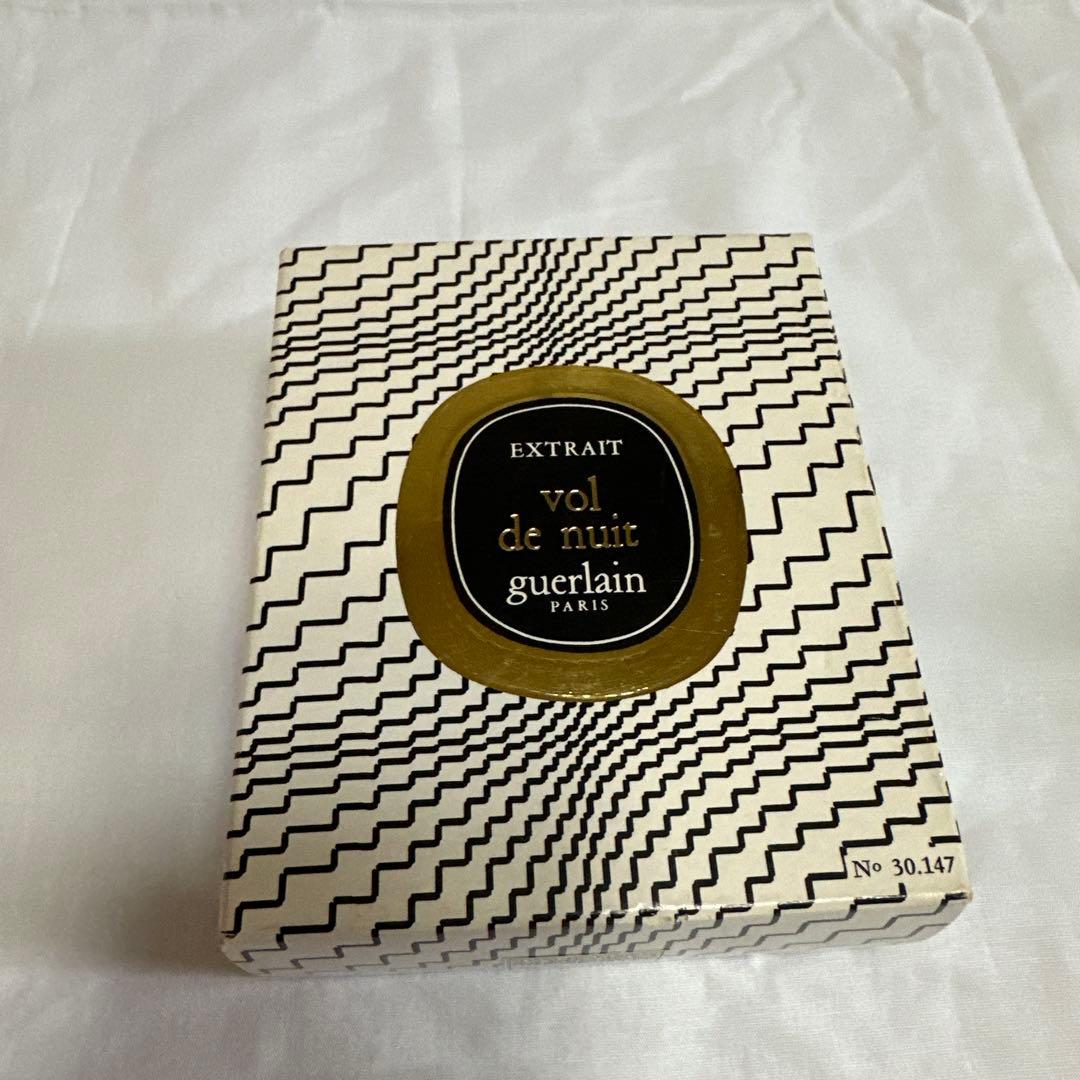 EXTRAIT
vol
de nuit
guerlain
PARIS
Nº 30.147